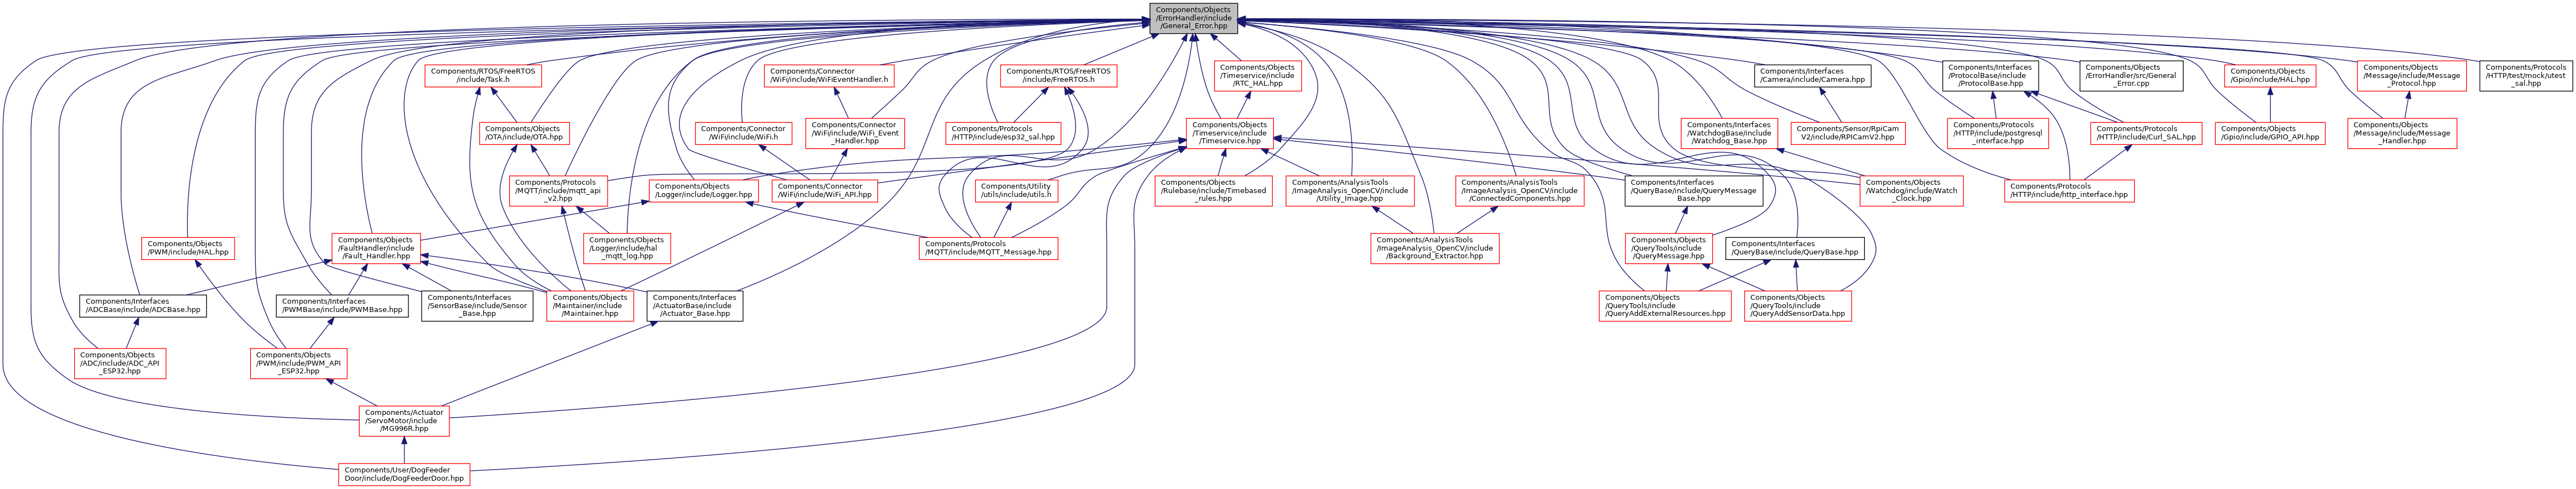 Components/Objects
/ErrorHandler/include
/General_Error.hpp
Components/RTOS/FreeRTOS
/include/Task.h
Components/Connector
/WiFi/include/WiFiEventHandler.h
Components/RTOS/FreeRTOS
/include/FreeRTOS.h
Components/Objects
/Timeservice/include
/RTC_HAL.hpp
Components/Interfaces
/Camera/include/Camera.hpp
Components/Interfaces
/ProtocolBase/include
/ProtocolBase.hpp
Components/Objects
/ErrorHandler/src/General
_Error.cpp
Components/Objects
/Gpio/include/HAL.hpp
Components/Objects
/Message/include/Message
_Protocol.hpp
Components/Protocols
/HTTP/test/mock/utest
_sal.hpp
Components/Objects
/OTA/include/OTA.hpp
Components/Connector
/WiFi/include/WiFi.h
Components/Connector
/WiFi/include/WiFi_Event
_Handler.hpp
Components/Protocols
/HTTP/include/esp32_sal.hpp
Components/Objects
/Timeservice/include
/Timeservice.hpp
Components/Interfaces
/WatchdogBase/include
/Watchdog_Base.hpp
Components/Sensor/RpiCam
V2/include/RPICamV2.hpp
Components/Protocols
/HTTP/include/postgresql
_interface.hpp
Components/Protocols
/HTTP/include/Curl_SAL.hpp
Components/Objects
/Gpio/include/GPIO_API.hpp
Components/Objects
/Message/include/Message
_Handler.hpp
Components/Protocols
/MQTT/include/mqtt_api
_v2.hpp
Components/Objects
/Logger/include/Logger.hpp
Components/Connector
/WiFi/include/WiFi_API.hpp
Components/Utility
/utils/include/utils.h
Components/Objects
/Rulebase/include/Timebased
_rules.hpp
Components/AnalysisTools
/ImageAnalysis_OpenCV/include
/Utility_Image.hpp
Components/AnalysisTools
/ImageAnalysis_OpenCV/include
/ConnectedComponents.hpp
Components/Interfaces
/QueryBase/include/QueryMessage
Base.hpp
Components/Objects
/Watchdog/include/Watch
_Clock.hpp
Components/Protocols
/HTTP/include/http_interface.hpp
Components/Objects
/PWM/include/HAL.hpp
Components/Objects
/FaultHandler/include
/Fault_Handler.hpp
Components/Objects
/Logger/include/hal
_mqtt_log.hpp
Components/Protocols
/MQTT/include/MQTT_Message.hpp
Components/AnalysisTools
/ImageAnalysis_OpenCV/include
/Background_Extractor.hpp
Components/Objects
/QueryTools/include
/QueryMessage.hpp
Components/Interfaces
/QueryBase/include/QueryBase.hpp
Components/Interfaces
/ADCBase/include/ADCBase.hpp
Components/Interfaces
/PWMBase/include/PWMBase.hpp
Components/Interfaces
/SensorBase/include/Sensor
_Base.hpp
Components/Objects
/Maintainer/include
/Maintainer.hpp
Components/Interfaces
/ActuatorBase/include
/Actuator_Base.hpp
Components/Objects
/QueryTools/include
/QueryAddExternalResources.hpp
Components/Objects
/QueryTools/include
/QueryAddSensorData.hpp
Components/Objects
/ADC/include/ADC_API
_ESP32.hpp
Components/Objects
/PWM/include/PWM_API
_ESP32.hpp
Components/Actuator
/ServoMotor/include
/MG996R.hpp
Components/User/DogFeeder
Door/include/DogFeederDoor.hpp